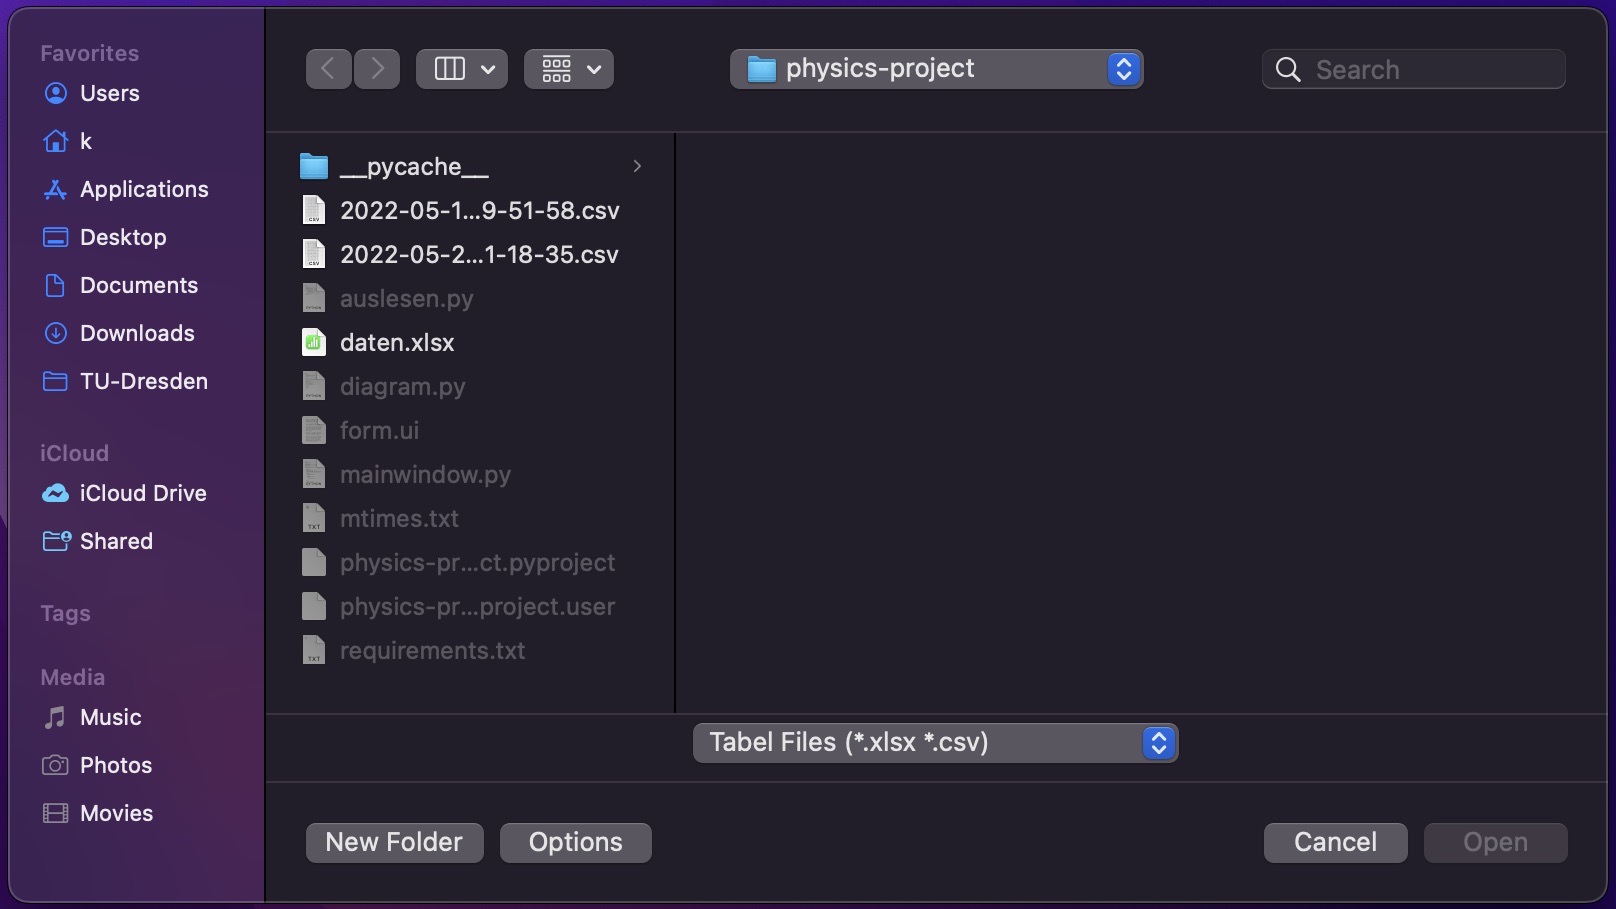 Favorites
Users
k
Applications
Desktop
Documents
Downloads
TU-Dresden
iCloud
iCloud Drive
Shared
Tags
Media
Music
Photos
Movies
physics-project
Search
__pycache__
2022-05-1...9-51-58.csv
2022-05-2...1-18-35.csv
auslesen.py
daten.xlsx
diagram.py
form.ui
mainwindow.py
mtimes.txt
physics-pr...ct.pyproject
physics-pr...project.user
requirements.txt
Tabel Files (*.xlsx *.csv)
New Folder
Options
Cancel
Open